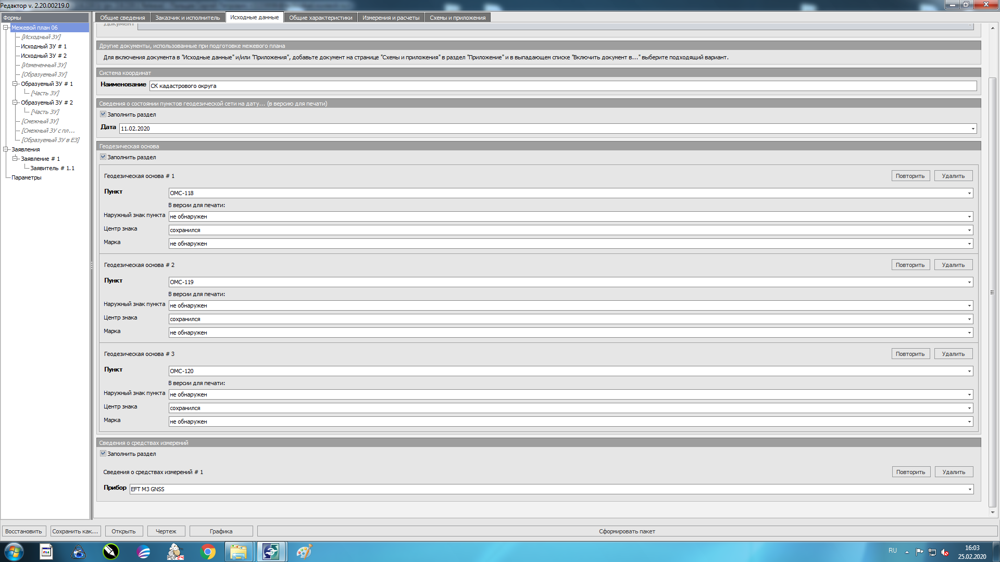 Редактор v. 2.20.00219.0
Формы
Межевой план 06
[Исходный ЗУ]
Исходный ЗУ # 1
Исходный ЗУ # 2
[Измененный ЗУ]
[Образуемый ЗУ]
Образуемый ЗУ # 1
[Часть ЗУ]
Образуемый ЗУ # 2
[Часть ЗУ]
[Смежный ЗУ]
[Смежный ЗУ с пл...
[Образуемый ЗУ в ЕЗ]
Заявления
Заявление # 1
Заявитель # 1.1
Параметры
Общие сведения
Заказчик и исполнитель
Исходные данные
Общие характеристики
Измерения и расчеты
Схемы и приложения
Документ
Другие документы, использованные при подготовке межевого плана
Для включения документа в "Исходные данные" и/или "Приложения", добавьте документ на странице "Схемы и приложения" в раздел "Приложение" и в выпадающем списке "Включить документ в..." выберите подходящий вариант.
Система координат
Наименование СК кадастрового округа
Сведения о состоянии пунктов геодезической сети на дату... (в версию для печати)
Заполнить раздел
Дата 11.02.2020
Геодезическая основа
Заполнить раздел
Геодезическая основа # 1 Повторить Удалить
Пункт ОМС-118
В версии для печати:
Наружный знак пункта не обнаружен
Центр знака сохранился
Марка не обнаружен
Геодезическая основа # 2 Повторить Удалить
Пункт ОМС-119
В версии для печати:
Наружный знак пункта не обнаружен
Центр знака сохранился
Марка не обнаружен
Геодезическая основа # 3 Повторить Удалить
Пункт ОМС-120
В версии для печати:
Наружный знак пункта не обнаружен
Центр знака сохранился
Марка не обнаружен
Сведения о средствах измерений
Заполнить раздел
Сведения о средствах измерений # 1 Повторить Удалить
Прибор EFT M3 GNSS
Восстановить Сохранить как... Открыть Чертеж Графика Сформировать пакет
PDF24
RU
16:03
25.02.2020